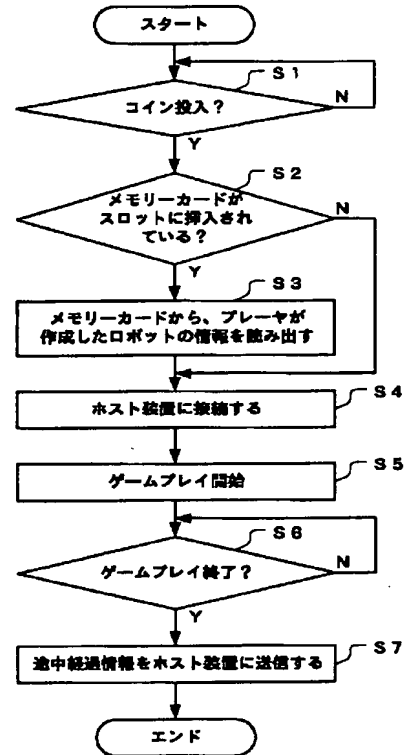 スタート
S1
コイン投入？
N
Y
S2
メモリーカードが
スロットに挿入され
ている？
N
Y
S3
メモリーカードから、プレーヤが
作成したロボットの情報を読み出す
S4
ホスト装置に接続する
S5
ゲームプレイ開始
S6
ゲームプレイ終了？
N
Y
S7
途中経過情報をホスト装置に送信する
エンド